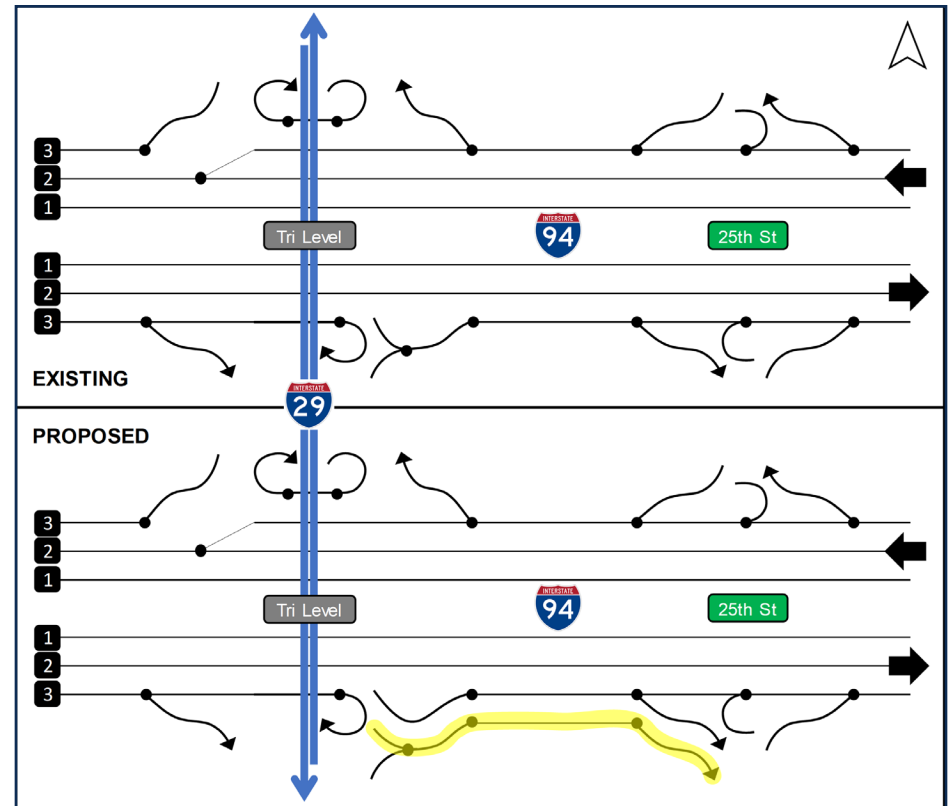 3
2
1
INTERSTATE
Tri Level
94
25th St
1
2
3
EXISTING
INTERSTATE
29
PROPOSED
3
2
1
INTERSTATE
Tri Level
94
25th St
1
2
3